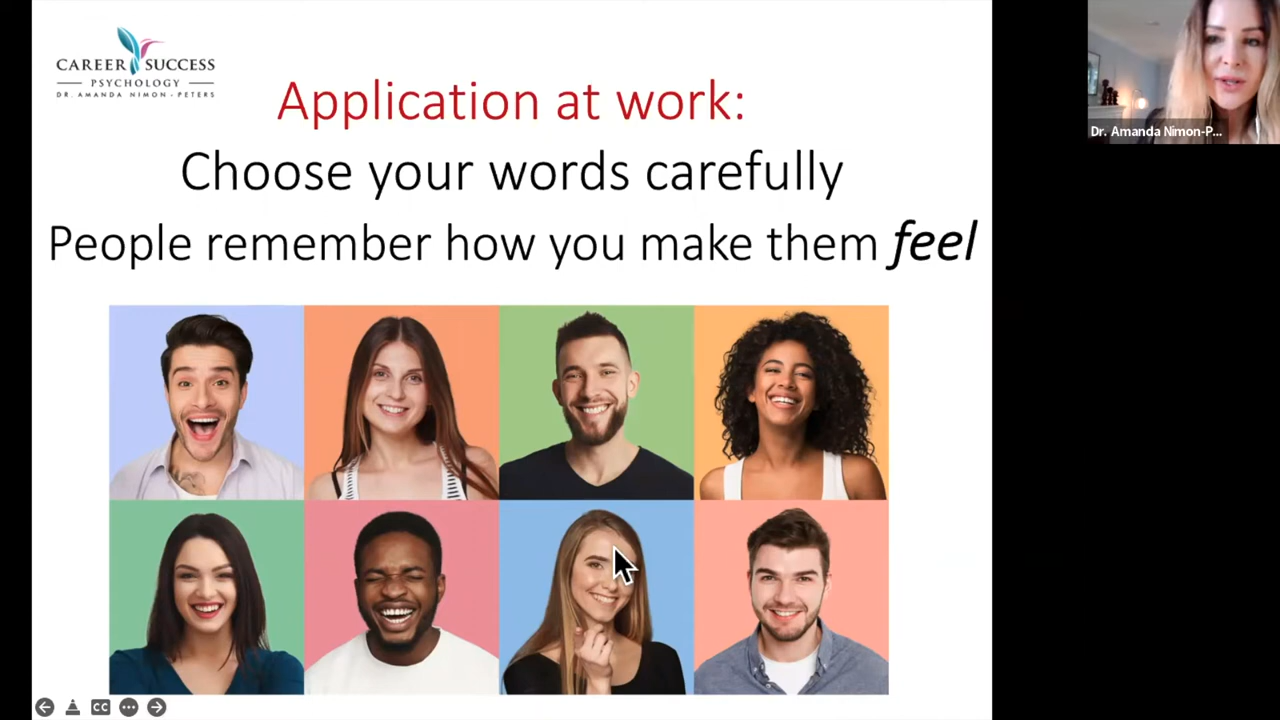 CAREER SUCCESS
PSYCHOLOGY
DR. AMANDA NIMON - PETERS
Application at work:
Choose your words carefully
People remember how you make them feel
Dr. Amanda Nimon-P...
CC